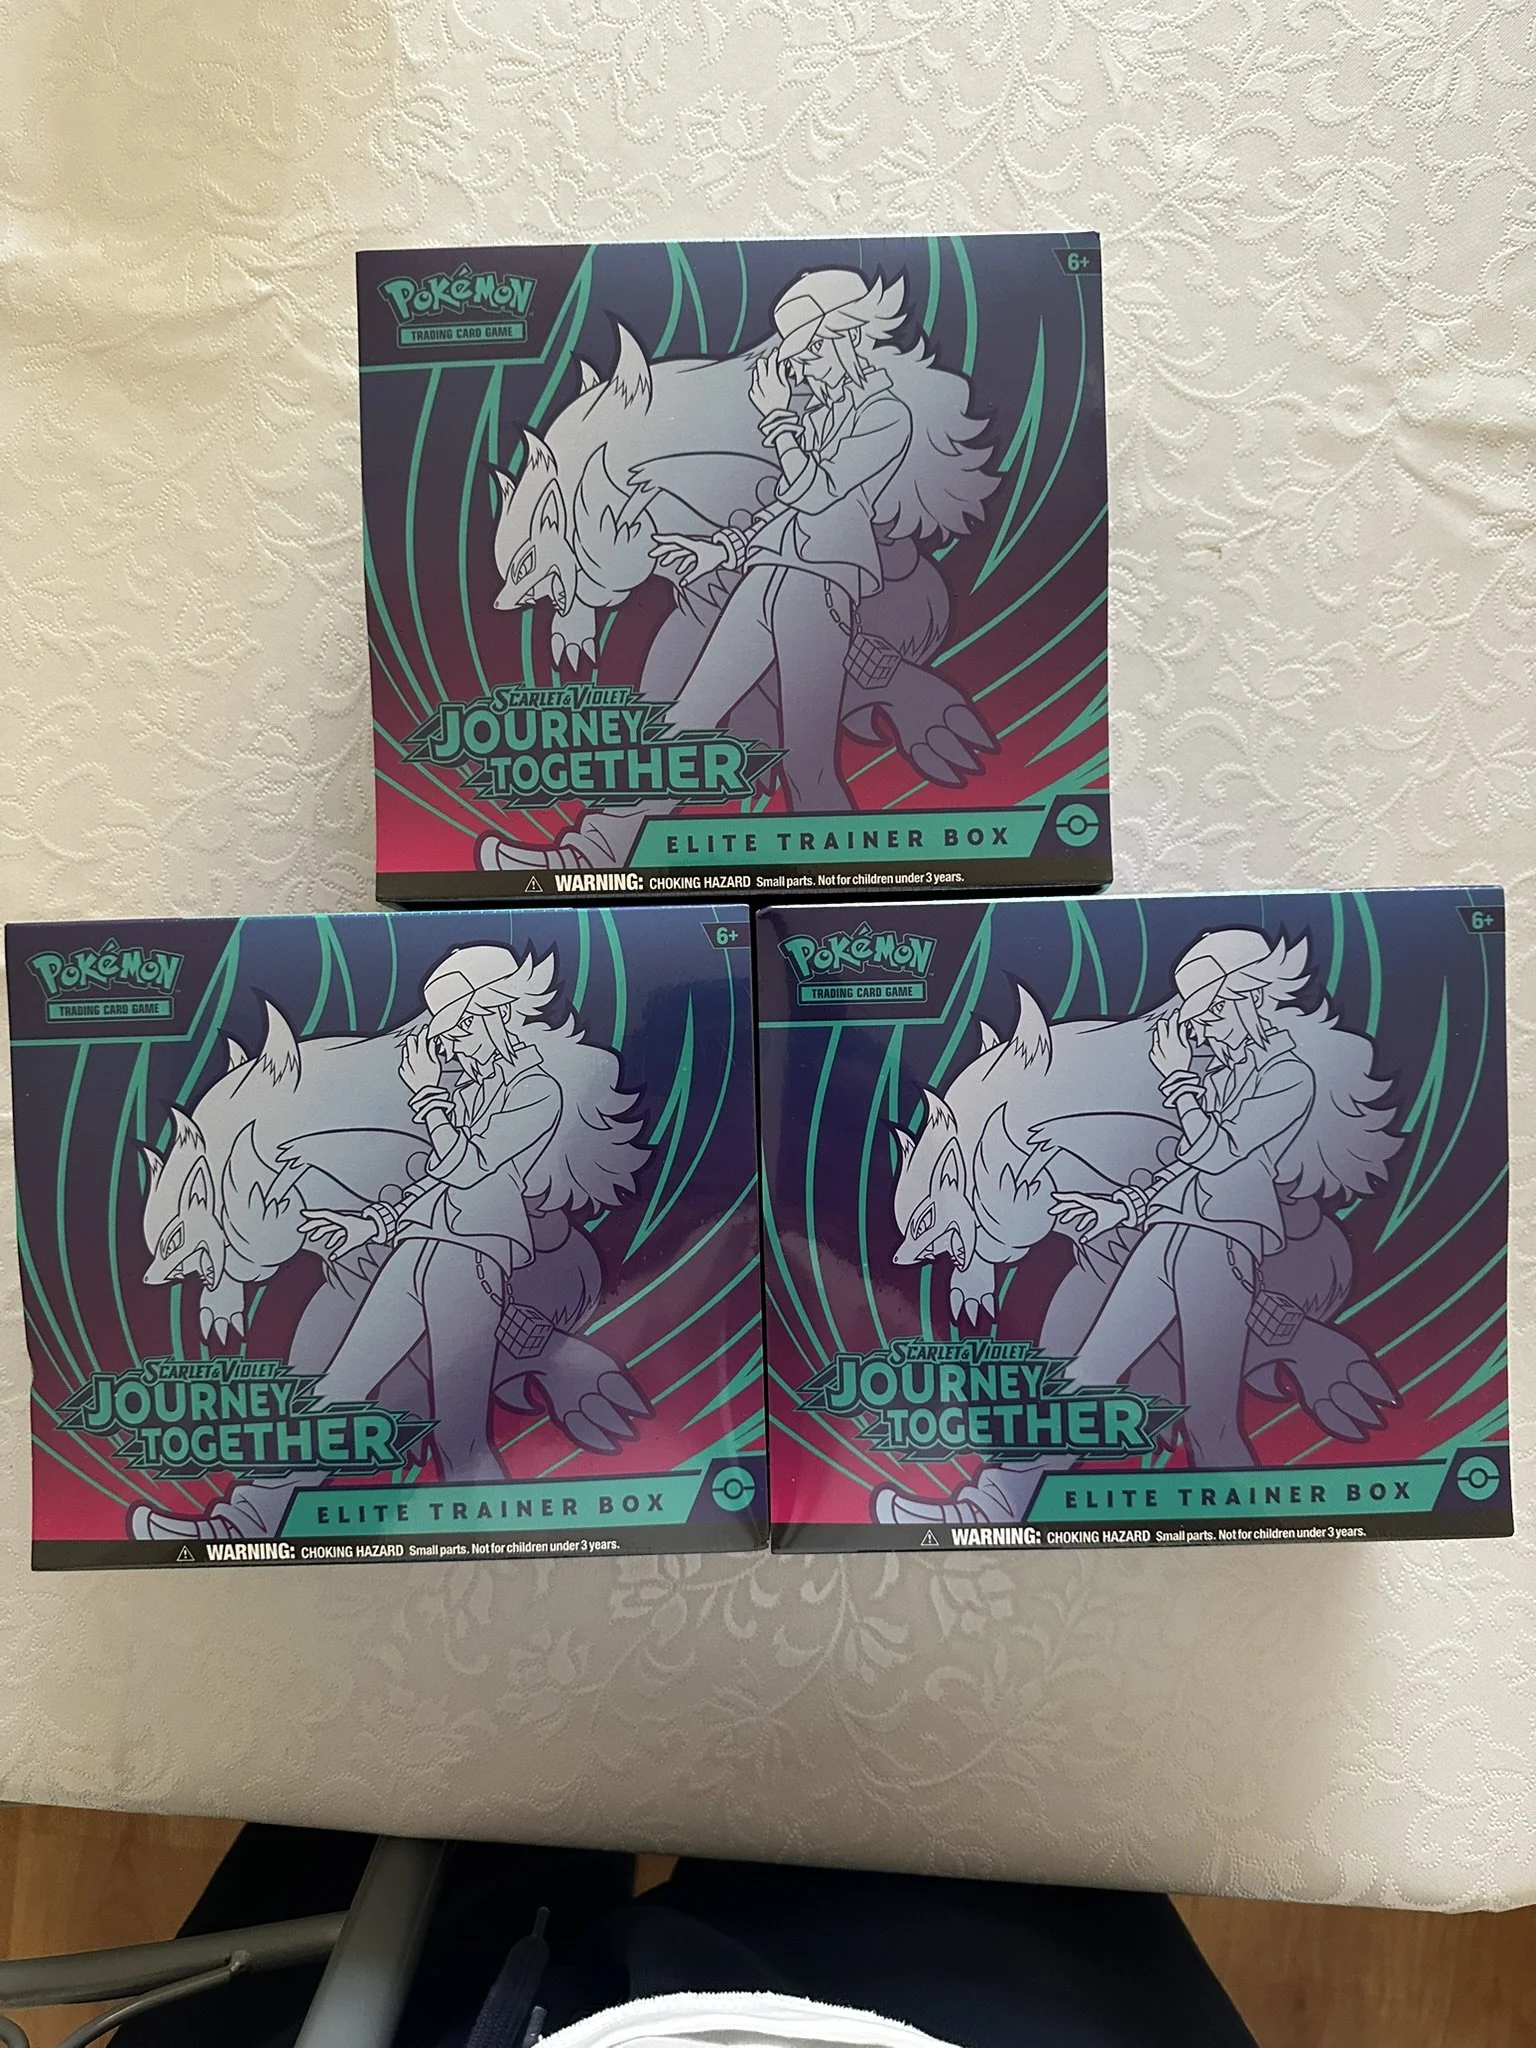 POKéMON
TRADING CARD GAME
6+
SCARLET & VIOLET
JOURNEY
TOGETHER
ELITE TRAINER BOX
WARNING: CHOKING HAZARD Small parts. Not for children under 3 years.
POKéMON
TRADING CARD GAME
6+
SCARLET & VIOLET
JOURNEY
TOGETHER
ELITE TRAINER BOX
WARNING: CHOKING HAZARD Small parts. Not for children under 3 years.
POKéMON
TRADING CARD GAME
6+
SCARLET & VIOLET
JOURNEY
TOGETHER
ELITE TRAINER BOX
WARNING: CHOKING HAZARD Small parts. Not for children under 3 years.